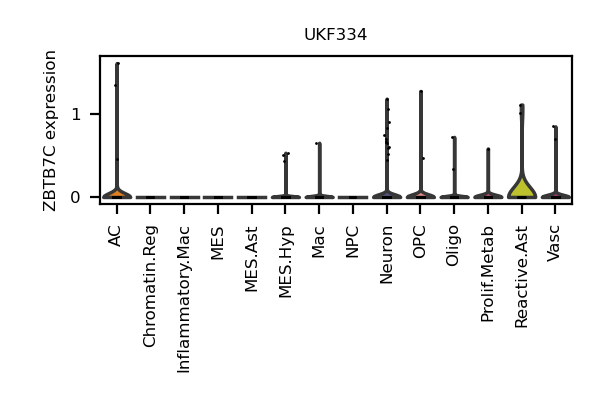 UKF334
ZBTB7C expression
1
0
AC
Chromatin.Reg
Inflammatory.Mac
MES
MES.Ast
MES.Hyp
Mac
NPC
Neuron
OPC
Oligo
Prolif.Metab
Reactive.Ast
Vasc